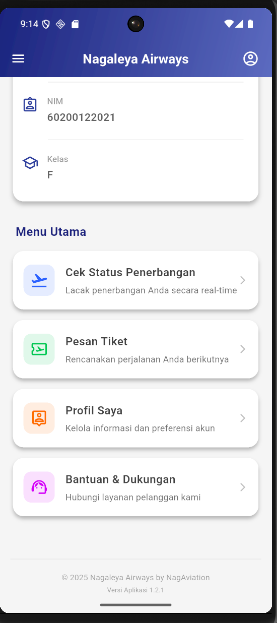 9:14
Nagaleya Airways
NIM
60200122021
Kelas
F
Menu Utama
Cek Status Penerbangan
Lacak penerbangan Anda secara real-time
Pesan Tiket
Rencanakan perjalanan Anda berikutnya
Profil Saya
Kelola informasi dan preferensi akun
Bantuan & Dukungan
Hubungi layanan pelanggan kami
© 2025 Nagaleya Airways by NagAviation
Versi Aplikasi 1.2.1